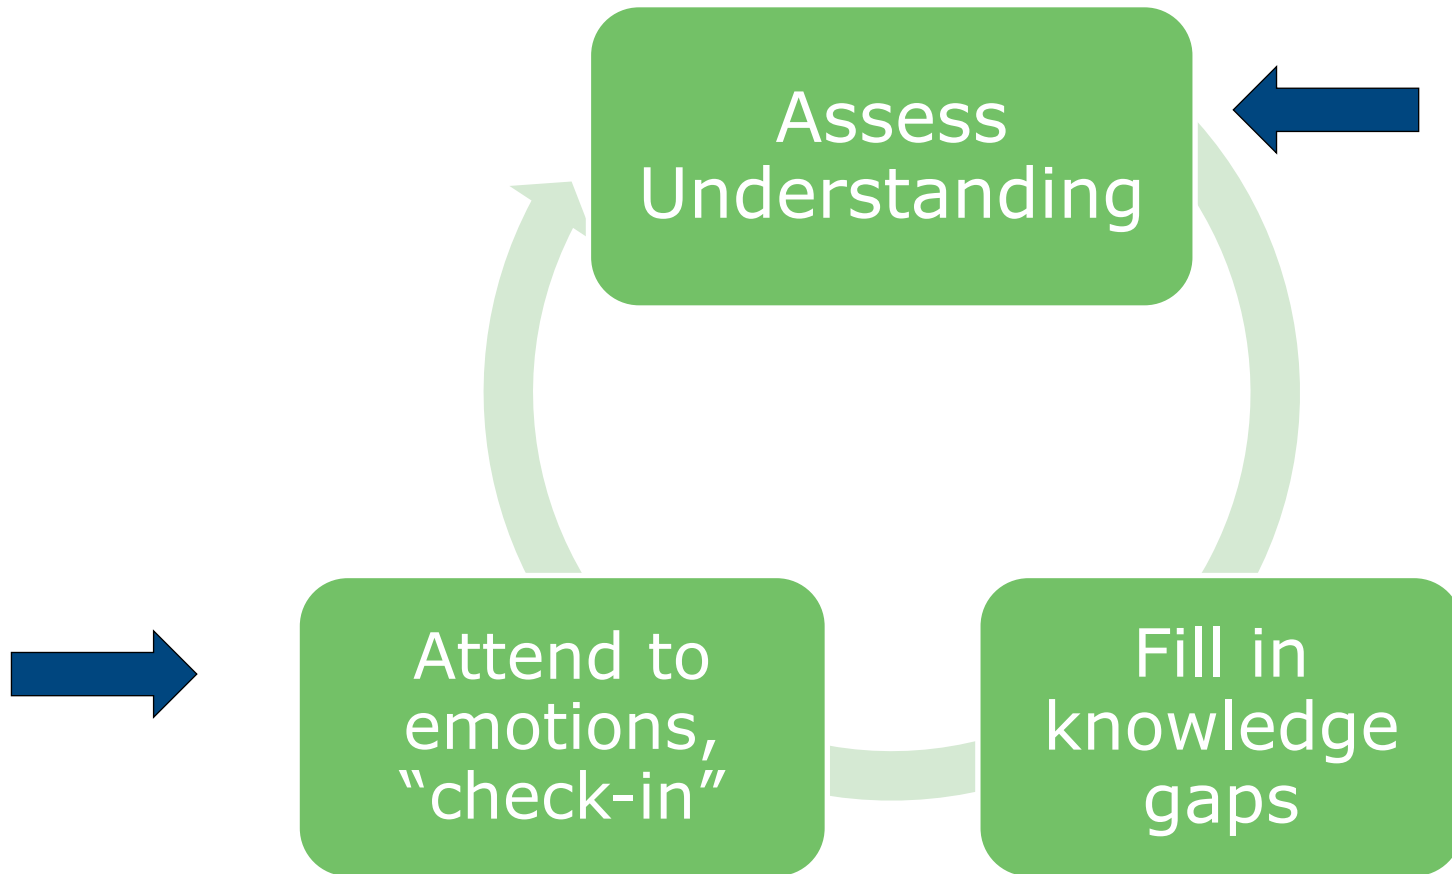 Assess
Understanding
Attend to
emotions,
“check-in”
Fill in
knowledge
gaps